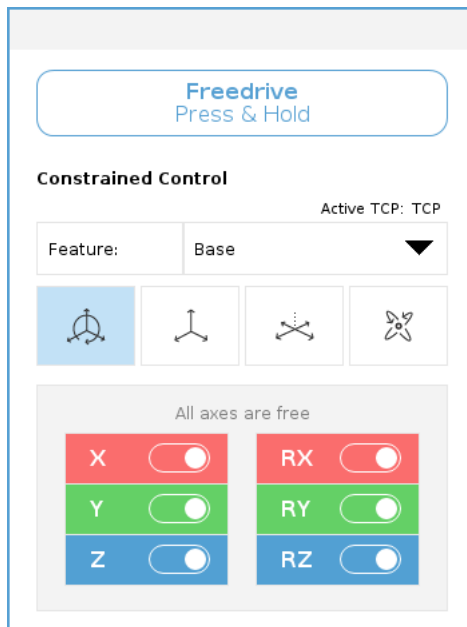 Freedrive
Press & Hold
Constrained Control
Active TCP: TCP
Feature: Base
All axes are free
X RX
Y RY
Z RZ